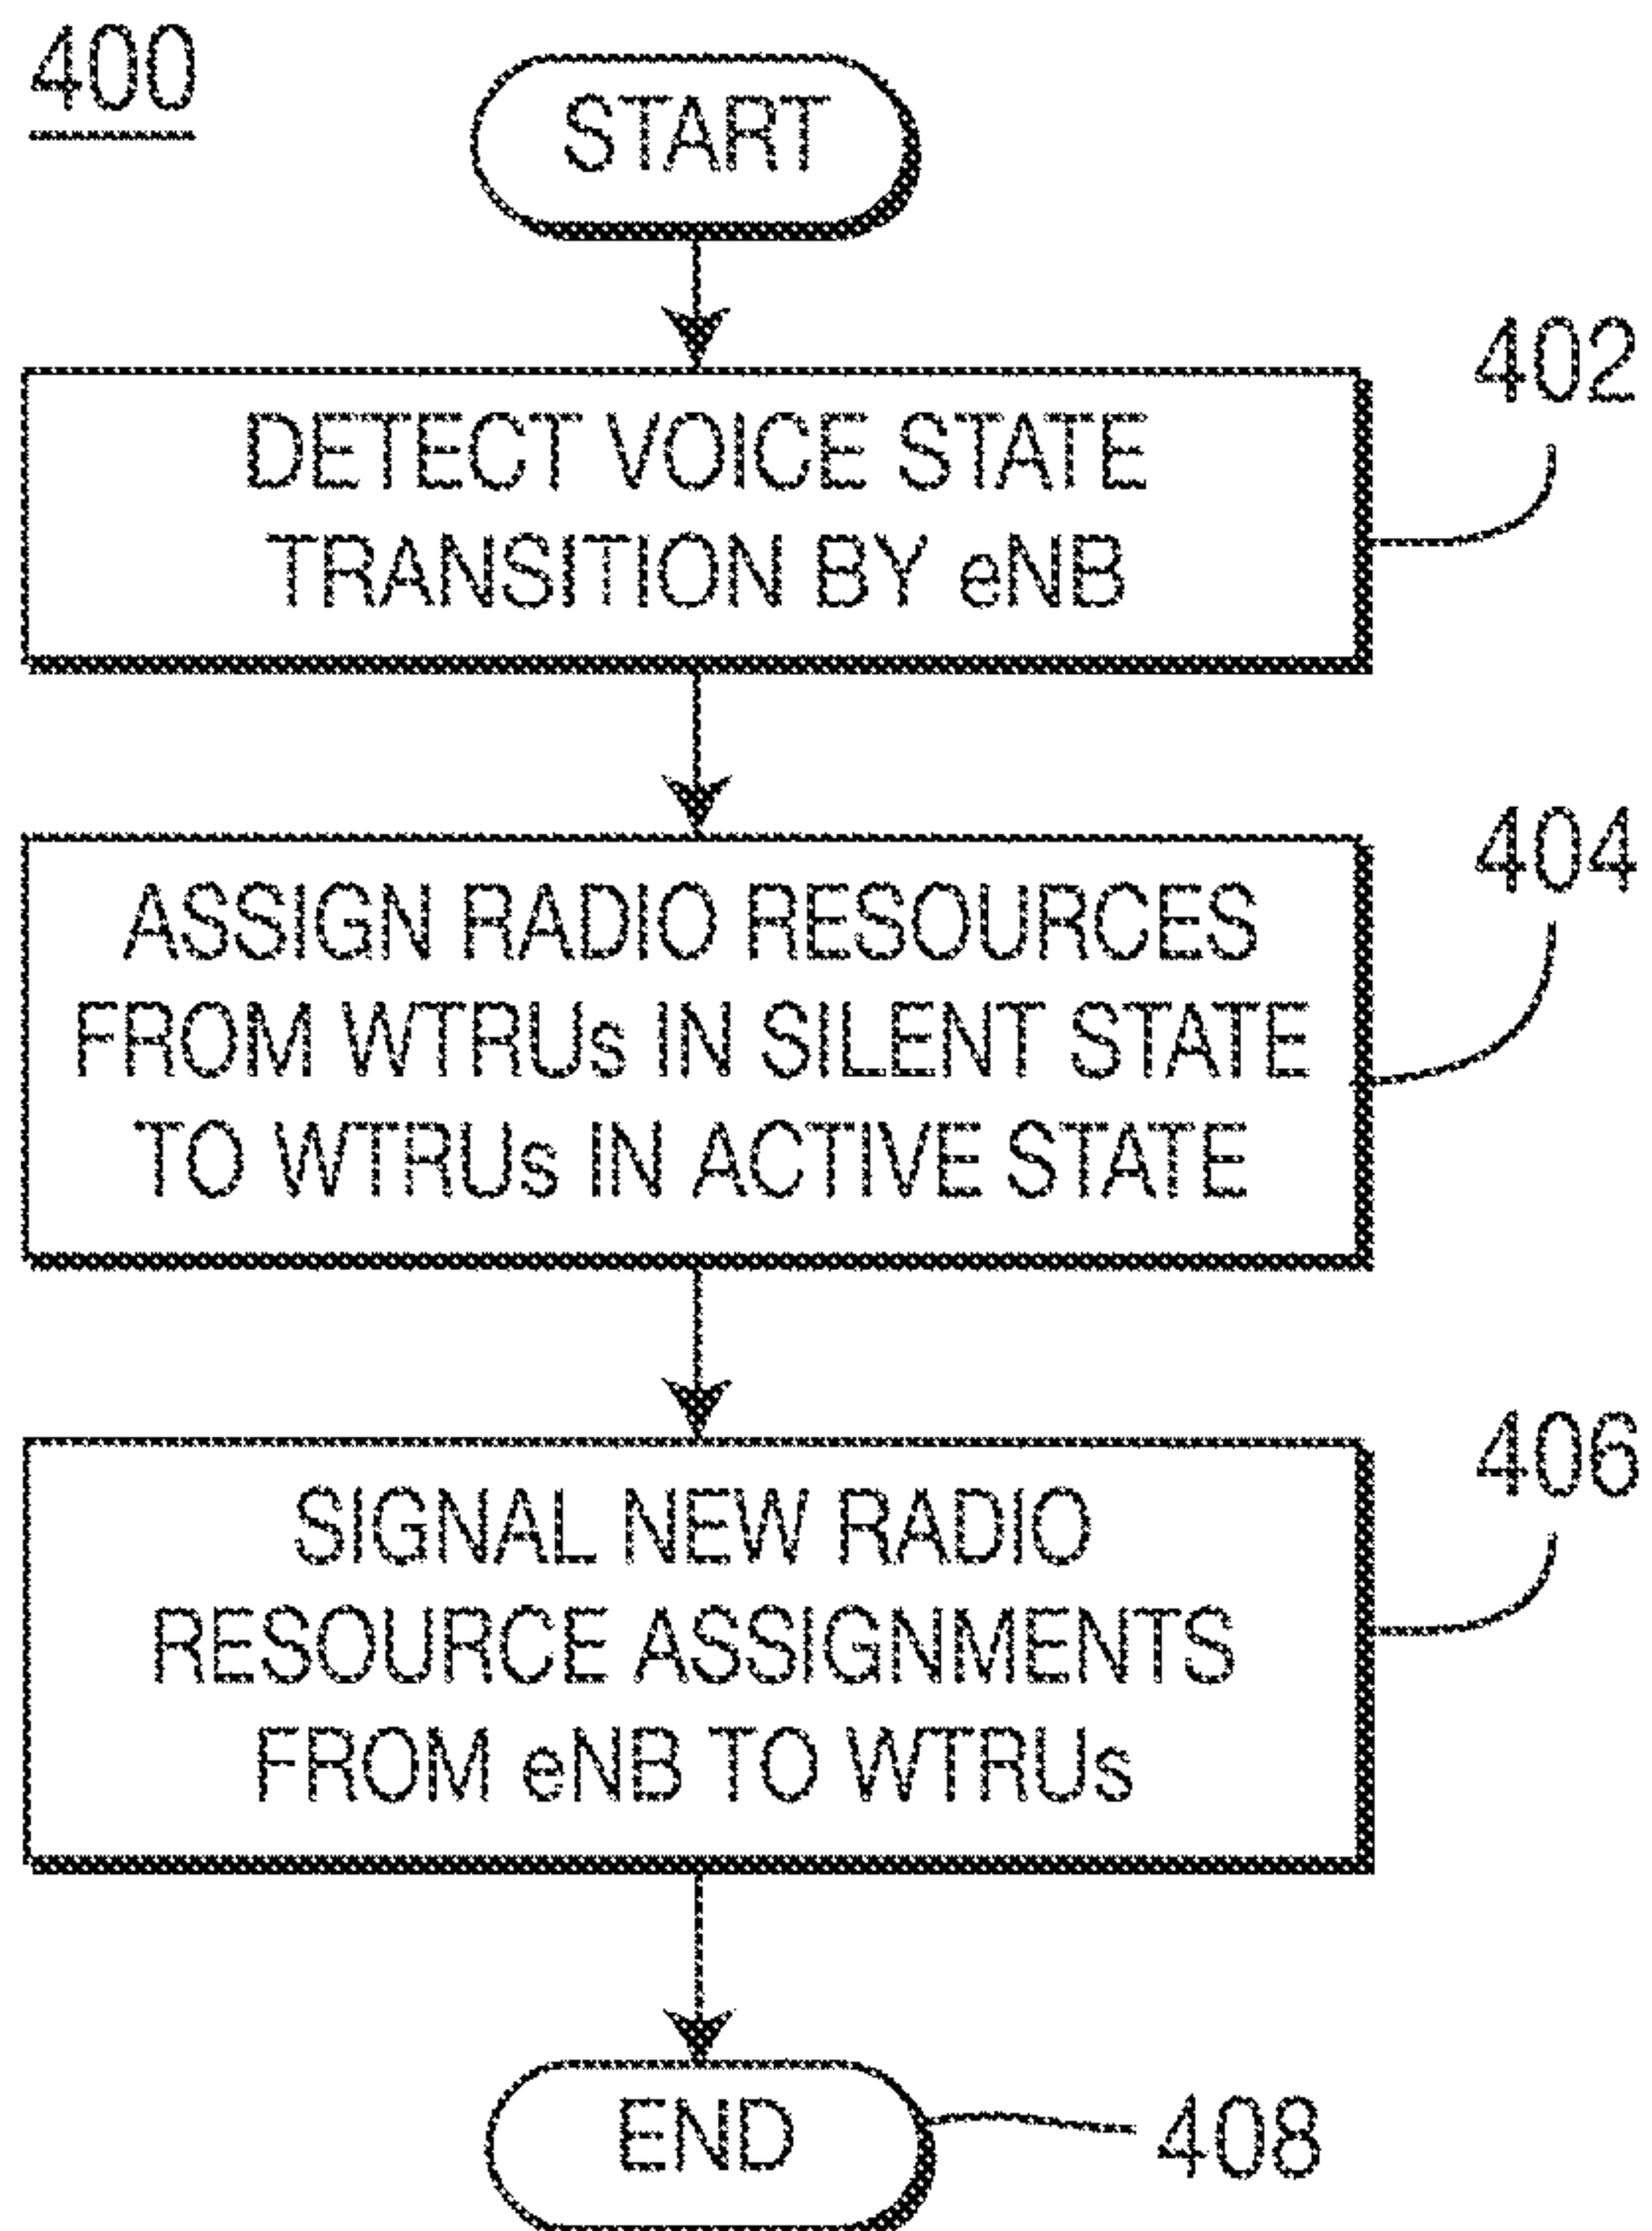 400
START
402
DETECT VOICE STATE
TRANSITION BY eNB
404
ASSIGN RADIO RESOURCES
FROM WTRUs IN SILENT STATE
TO WTRUs IN ACTIVE STATE
406
SIGNAL NEW RADIO
RESOURCE ASSIGNMENTS
FROM eNB TO WTRUs
END
408